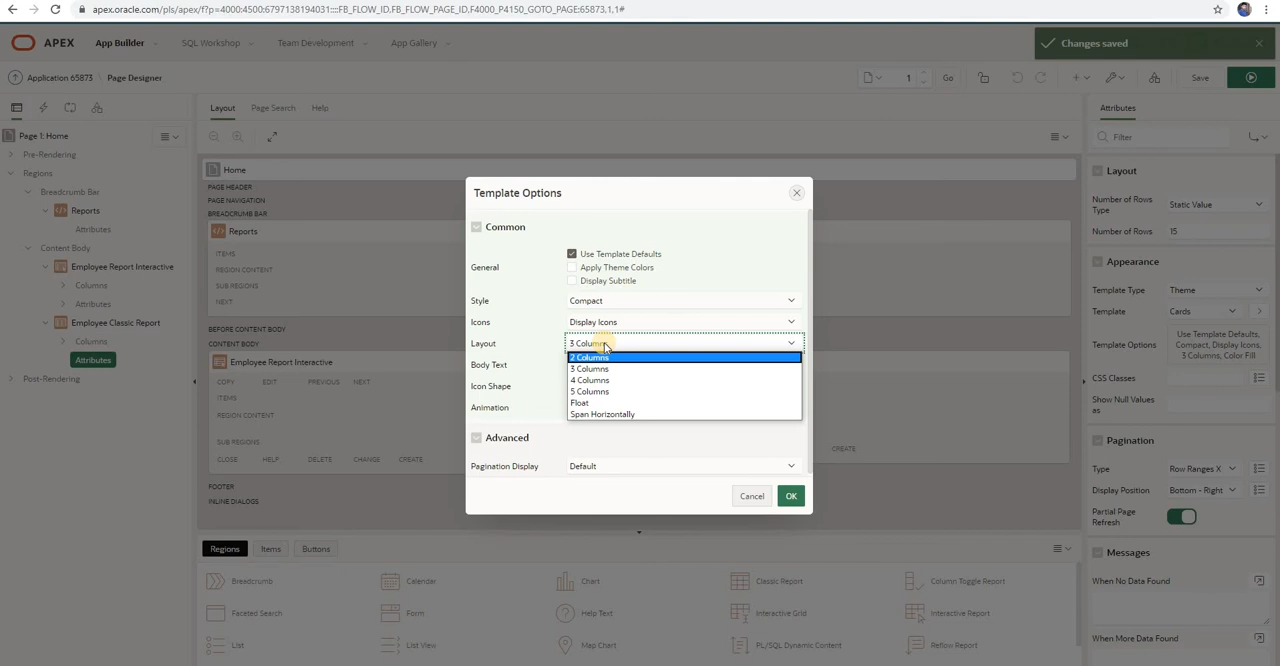 apex.oracle.com/pls/apex/f?p=4000:4500:6797138194031::::FB_FLOW_ID,FB_FLOW_PAGE_ID,F4000_P4150_GOTO_PAGE:65873,1,1#
APEX App Builder SQL Workshop Team Development App Gallery
Changes saved
Application 65873 \ Page Designer
1 Go Save
Layout Page Search Help
Attributes
Filter
Page 1: Home
Pre-Rendering
Regions
Breadcrumb Bar
Reports
Attributes
Content Body
Employee Report Interactive
Columns
Attributes
Employee Classic Report
Columns
Attributes
Post-Rendering
Home
PAGE HEADER
PAGE NAVIGATION
BREADCRUMB BAR
Reports
ITEMS
REGION CONTENT
SUB REGIONS
NEXT
BEFORE CONTENT BODY
CONTENT BODY
Employee Report Interactive
COPY EDIT PREVIOUS NEXT
ITEMS
REGION CONTENT
SUB REGIONS
CLOSE HELP DELETE CHANGE CREATE
CREATE
FOOTER
INLINE DIALOGS
Template Options
Common
General
Use Template Defaults
Apply Theme Colors
Display Subtitle
Style Compact
Icons Display Icons
Layout 3 Columns
2 Columns
3 Columns
4 Columns
5 Columns
Float
Span Horizontally
Body Text
Icon Shape
Animation
Advanced
Pagination Display Default
Cancel OK
Layout
Number of Rows Type Static Value
Number of Rows 15
Appearance
Template Type Theme
Template Cards
Template Options
Use Template Defaults,
Compact, Display Icons,
3 Columns, Color Fill
CSS Classes
Show Null Values as
Pagination
Type Row Ranges X
Display Position Bottom - Right
Partial Page Refresh
Messages
When No Data Found
When More Data Found
Regions Items Buttons
Breadcrumb Calendar Chart Classic Report Column Toggle Report
Faceted Search Form Help Text Interactive Grid Interactive Report
List List View Map Chart PL/SQL Dynamic Content Reflow Report